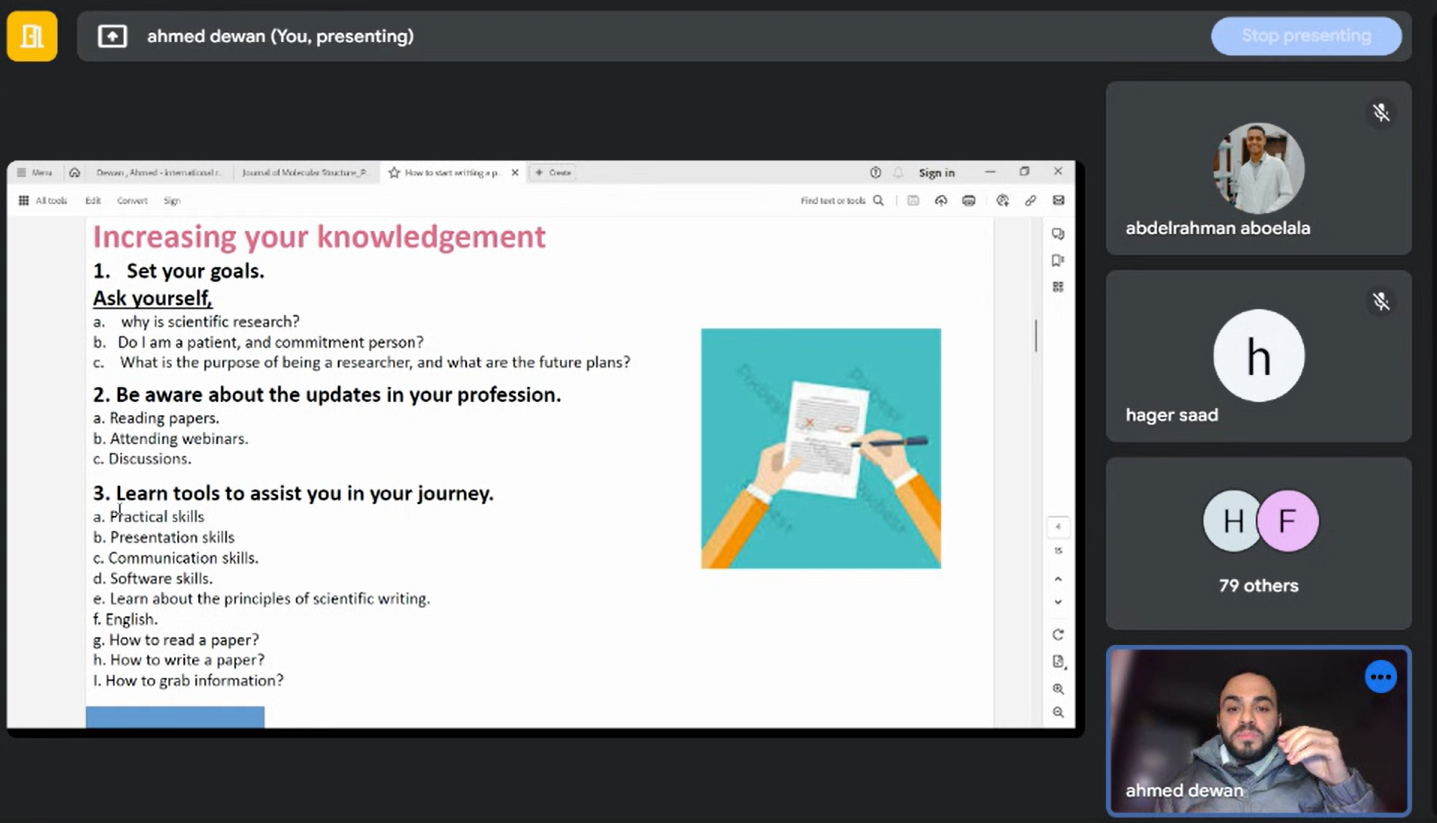 ahmed dewan (You, presenting)
Stop presenting
Menu
Dewan , Ahmed - international r...
Journal of Molecular Structure_P...
How to start writting a p...
Create
Sign in
All tools
Edit
Convert
Sign
Find text or tools
Increasing your knowledgement
1. Set your goals.
Ask yourself,
a. why is scientific research?
b. Do I am a patient, and commitment person?
c. What is the purpose of being a researcher, and what are the future plans?
2. Be aware about the updates in your profession.
a. Reading papers.
b. Attending webinars.
c. Discussions.
3. Learn tools to assist you in your journey.
a. Practical skills
b. Presentation skills
c. Communication skills.
d. Software skills.
e. Learn about the principles of scientific writing.
f. English.
g. How to read a paper?
h. How to write a paper?
I. How to grab information?
4
15
abdelrahman aboelala
h
hager saad
H
F
79 others
ahmed dewan